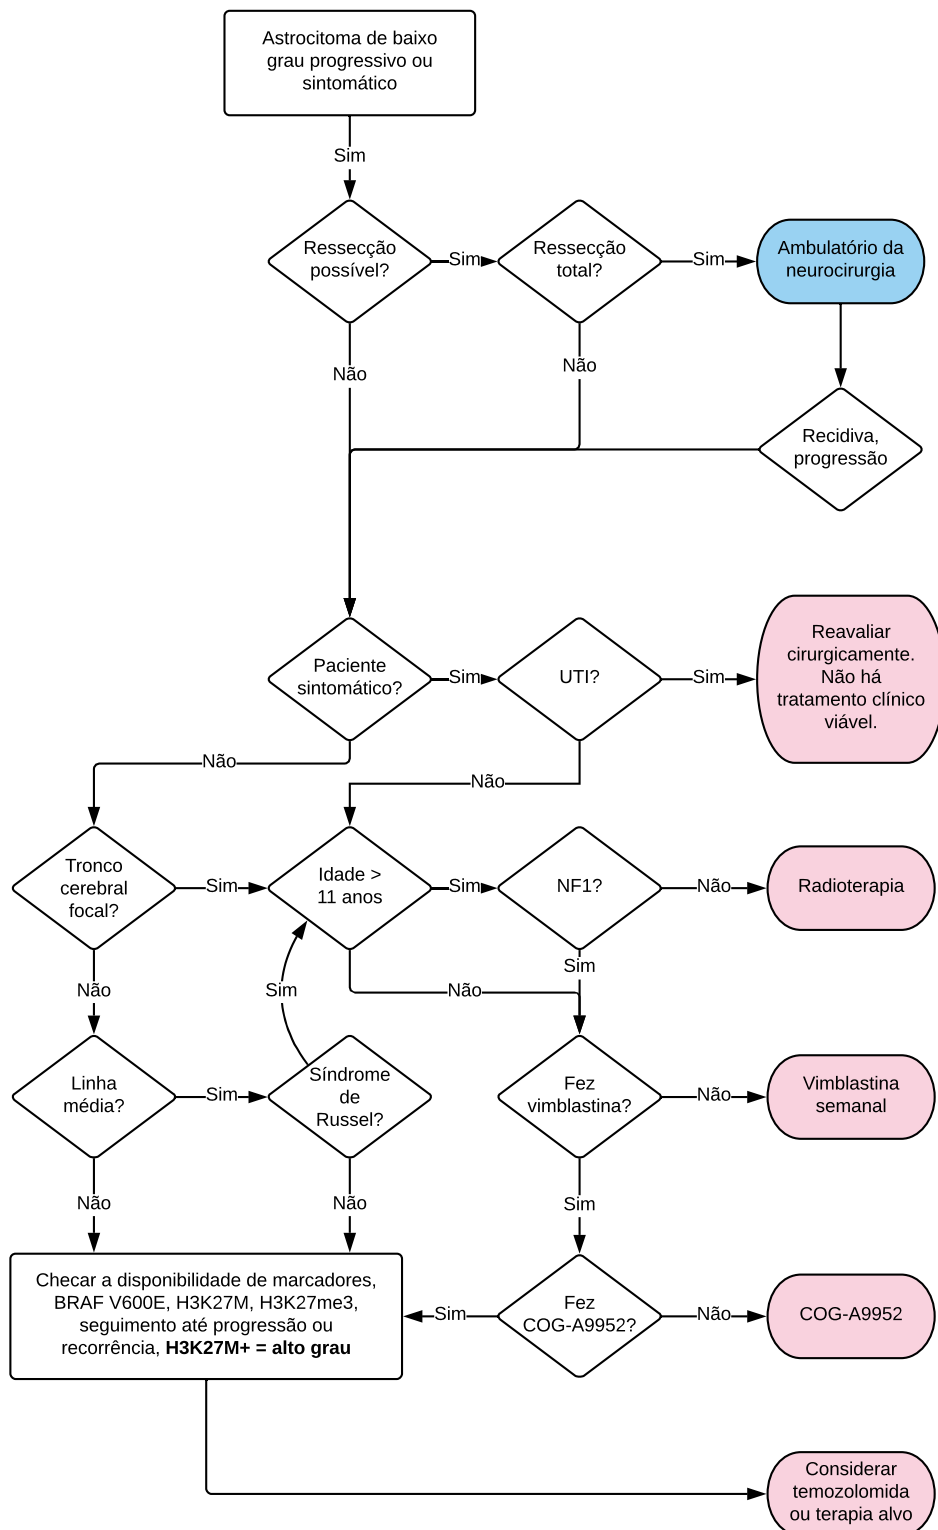 Astrocitoma de baixo
grau progressivo ou
sintomático
Sim
Ressecção
possível?
Sim
Ressecção
total?
Sim
Ambulatório da
neurocirurgia
Não
Não
Recidiva,
progressão
Paciente
sintomático?
Sim
UTI?
Sim
Reavaliar
cirurgicamente.
Não há
tratamento clínico
viável.
Não
Não
Tronco
cerebral
focal?
Sim
Idade >
11 anos
Sim
NF1?
Não
Radioterapia
Não
Sim
Não
Sim
Linha
média?
Sim
Síndrome
de
Russel?
Fez
vimblastina?
Não
Vimblastina
semanal
Não
Não
Sim
Checar a disponibilidade de marcadores,
BRAF V600E, H3K27M, H3K27me3,
seguimento até progressão ou
recorrência, H3K27M+ = alto grau
Sim
Fez
COG-A9952?
Não
COG-A9952
Considerar
temozolomida
ou terapia alvo